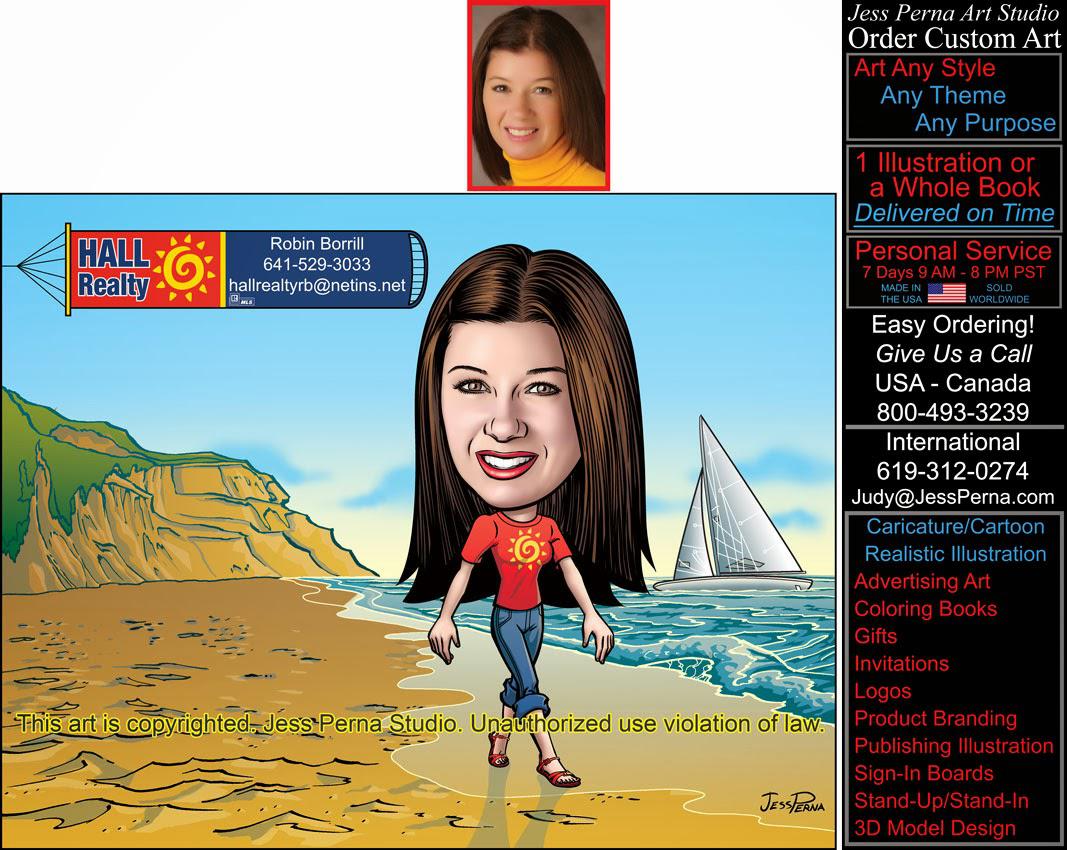 HALL
Realty
Robin Borrill
641-529-3033
hallrealtyrb@netins.net
MLS
This art is copyrighted. Jess Perna Studio. Unauthorized use violation of law.
JESS PERNA
Jess Perna Art Studio
Order Custom Art
Art Any Style
Any Theme
Any Purpose
1 Illustration or
a Whole Book
Delivered on Time
Personal Service
7 Days 9 AM - 8 PM PST
MADE IN
THE USA
SOLD
WORLDWIDE
Easy Ordering!
Give Us a Call
USA - Canada
800-493-3239
International
619-312-0274
Judy@JessPerna.com
Caricature/Cartoon
Realistic Illustration
Advertising Art
Coloring Books
Gifts
Invitations
Logos
Product Branding
Publishing Illustration
Sign-In Boards
Stand-Up/Stand-In
3D Model Design